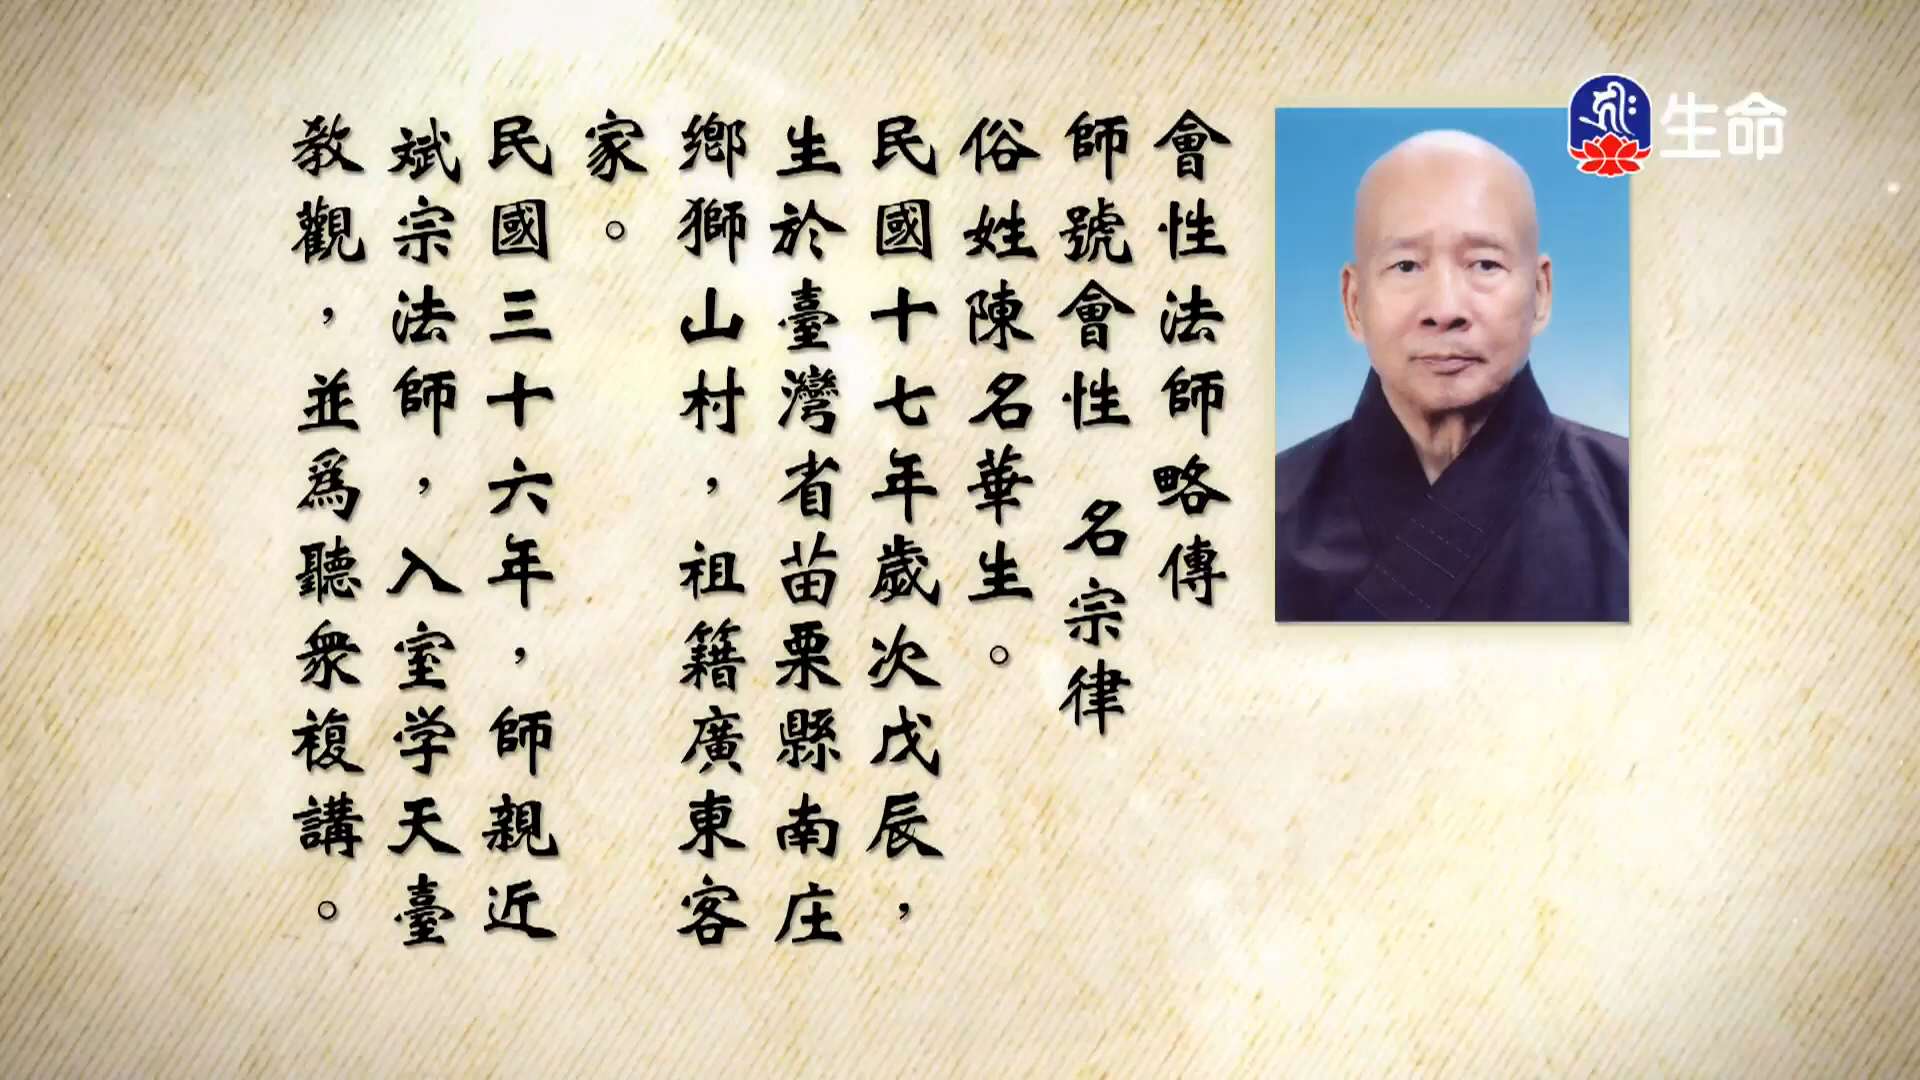 會性法師略傳
師號會性 名宗律
俗姓陳名華生。
民國十七年歲次戊辰，
生於臺灣省苗栗縣南庄
鄉獅山村，祖籍廣東客
家。
民國三十六年，師親近
斌宗法師，入室学天臺
教觀，並為聽衆複講。
生命